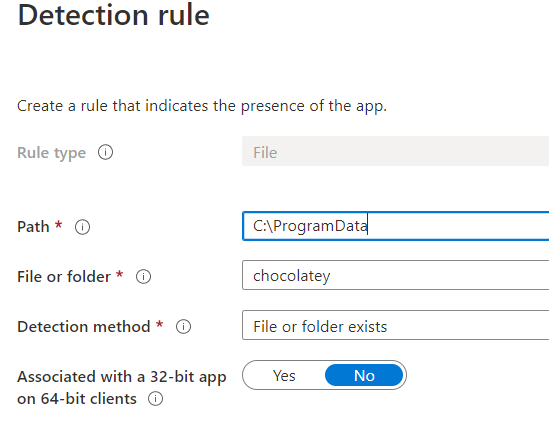 Detection rule
Create a rule that indicates the presence of the app.
Rule type
File
Path *
C:\ProgramData
File or folder *
chocolatey
Detection method *
File or folder exists
Associated with a 32-bit app
on 64-bit clients
Yes
No